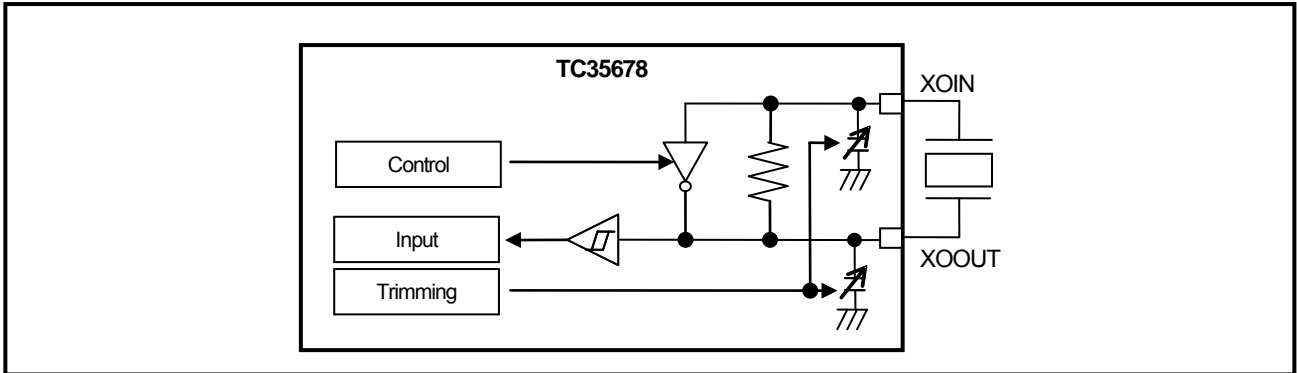 TC35678
XOIN
Control
Input
XOOUT
Trimming